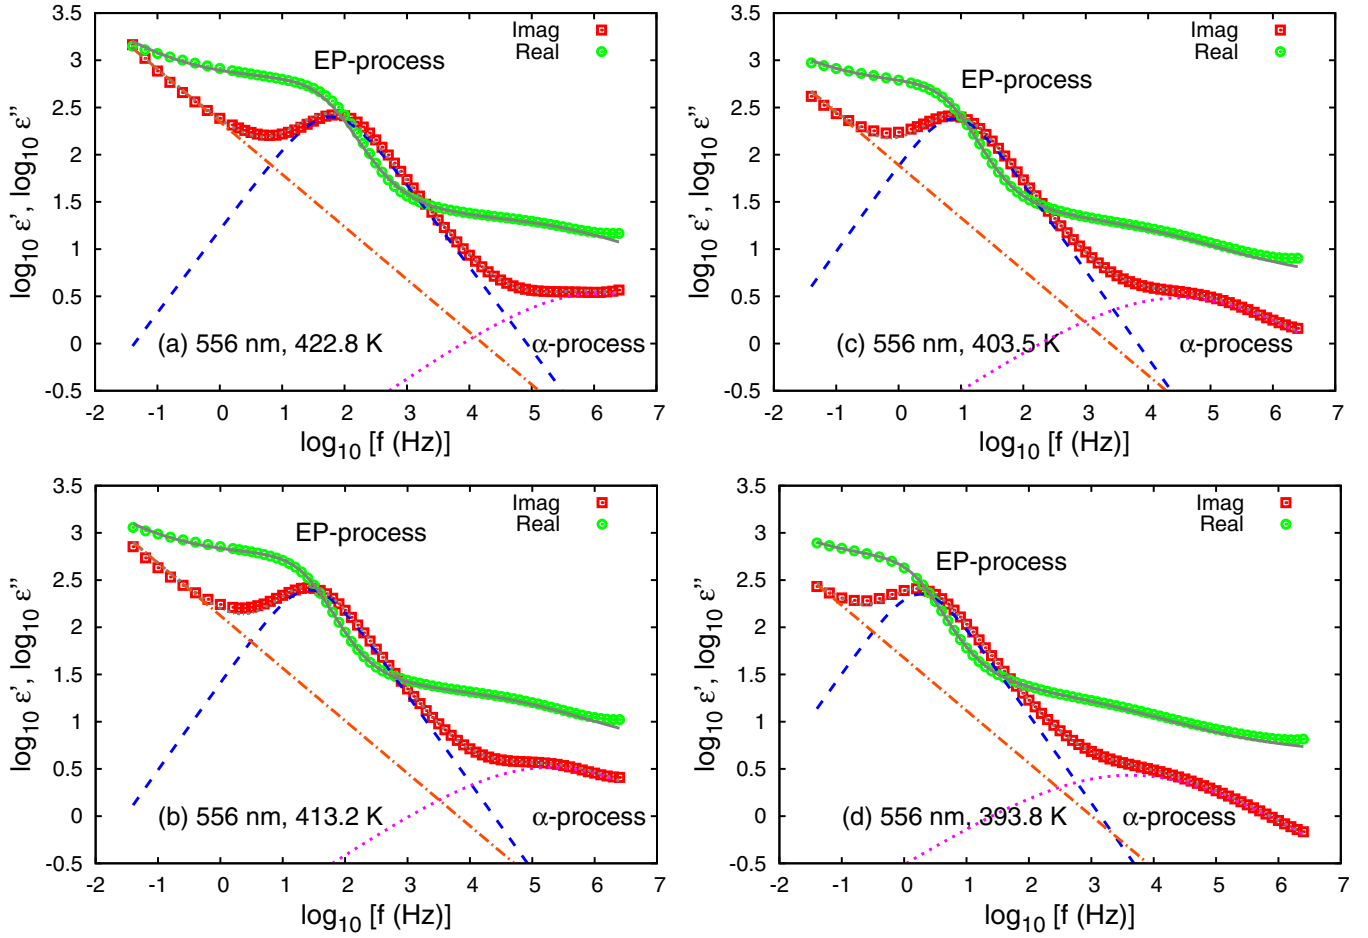 3.5
3
2.5
2
1.5
1
0.5
0
-0.5
-2 -1 0 1 2 3 4 5 6 7
log10 ε', log10 ε"
log10 [f (Hz)]
Imag
Real
EP-process
α-process
(a) 556 nm, 422.8 K
3.5
3
2.5
2
1.5
1
0.5
0
-0.5
-2 -1 0 1 2 3 4 5 6 7
log10 ε', log10 ε"
log10 [f (Hz)]
Imag
Real
EP-process
α-process
(c) 556 nm, 403.5 K
3.5
3
2.5
2
1.5
1
0.5
0
-0.5
-2 -1 0 1 2 3 4 5 6 7
log10 ε', log10 ε"
log10 [f (Hz)]
Imag
Real
EP-process
α-process
(b) 556 nm, 413.2 K
3.5
3
2.5
2
1.5
1
0.5
0
-0.5
-2 -1 0 1 2 3 4 5 6 7
log10 ε', log10 ε"
log10 [f (Hz)]
Imag
Real
EP-process
α-process
(d) 556 nm, 393.8 K